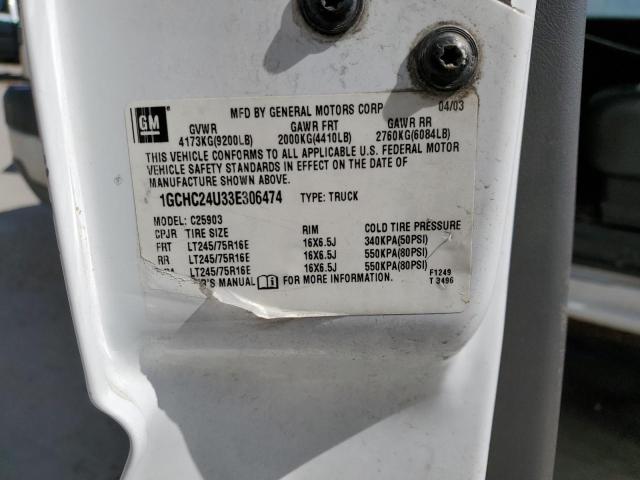 GM
MFD BY GENERAL MOTORS CORP 04/03
GVWR GAWR FRT GAWR RR
4173KG(9200LB) 2000KG(4410LB) 2760KG(6084LB)
THIS VEHICLE CONFORMS TO ALL APPLICABLE U.S. FEDERAL MOTOR
VEHICLE SAFETY STANDARDS IN EFFECT ON THE DATE OF
MANUFACTURE SHOWN ABOVE.
1GCHC24U33E306474 TYPE: TRUCK
MODEL: C25903
CPJR TIRE SIZE RIM COLD TIRE PRESSURE
FRT LT245/75R16E 16X6.5J 340KPA(50PSI)
RR LT245/75R16E 16X6.5J 550KPA(80PSI)
LT245/75R16E 16X6.5J 550KPA(80PSI)
MANUAL FOR MORE INFORMATION. F1249
T 3496